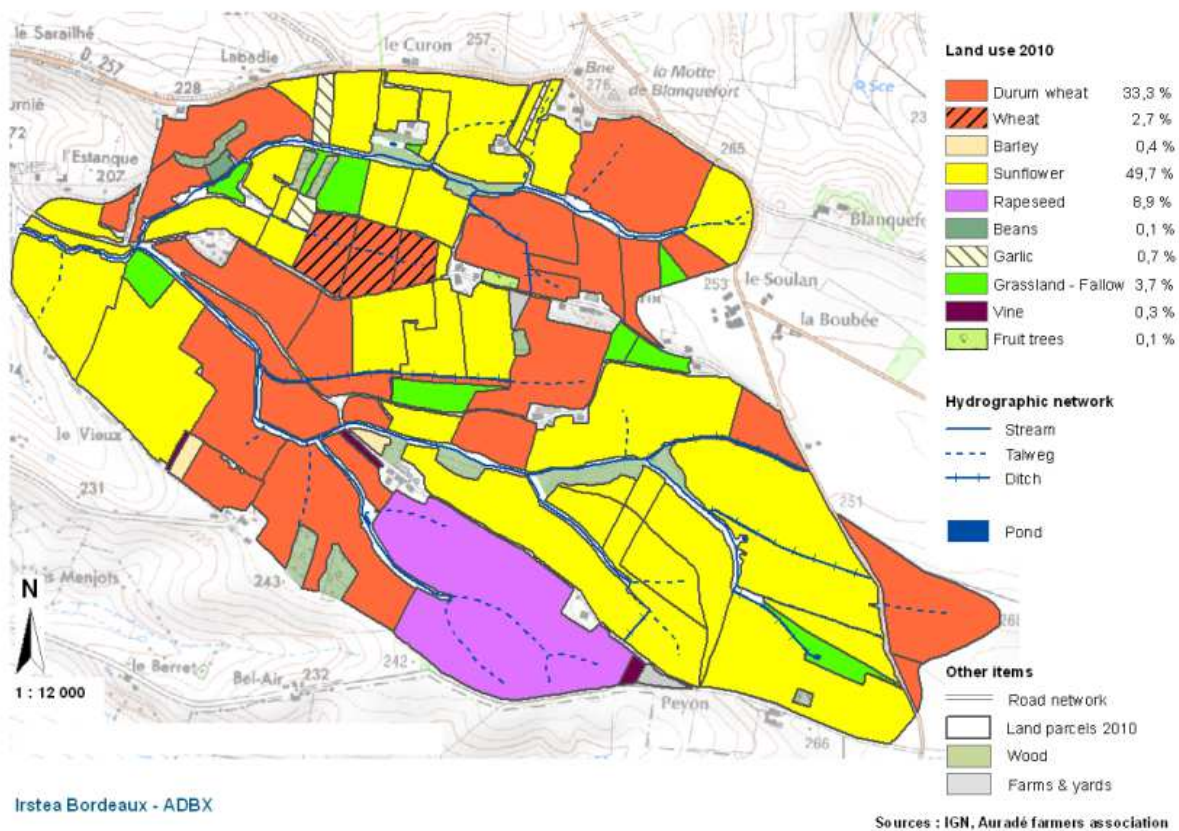 le Sarailhé
D. 257
Labadie
le Curon
257
Bne
276
la Motte
de Blanquefort
Sce
23
228
urnié
72
l'Estanque
207
265
Blanquefo
253
le Soulan
la Boubée
le Vieux
231
251
s Menjots
243
268
le Berret
Bel-Air
232
242
Peyon
266
N
1 : 12 000
Land use 2010
Durum wheat 33,3 %
Wheat 2,7 %
Barley 0,4 %
Sunflower 49,7 %
Rapeseed 8,9 %
Beans 0,1 %
Garlic 0,7 %
Grassland - Fallow 3,7 %
Vine 0,3 %
Fruit trees 0,1 %
Hydrographic network
Stream
Talweg
Ditch
Pond
Other items
Road network
Land parcels 2010
Wood
Farms & yards
Irstea Bordeaux - ADBX
Sources : IGN, Auradé farmers association